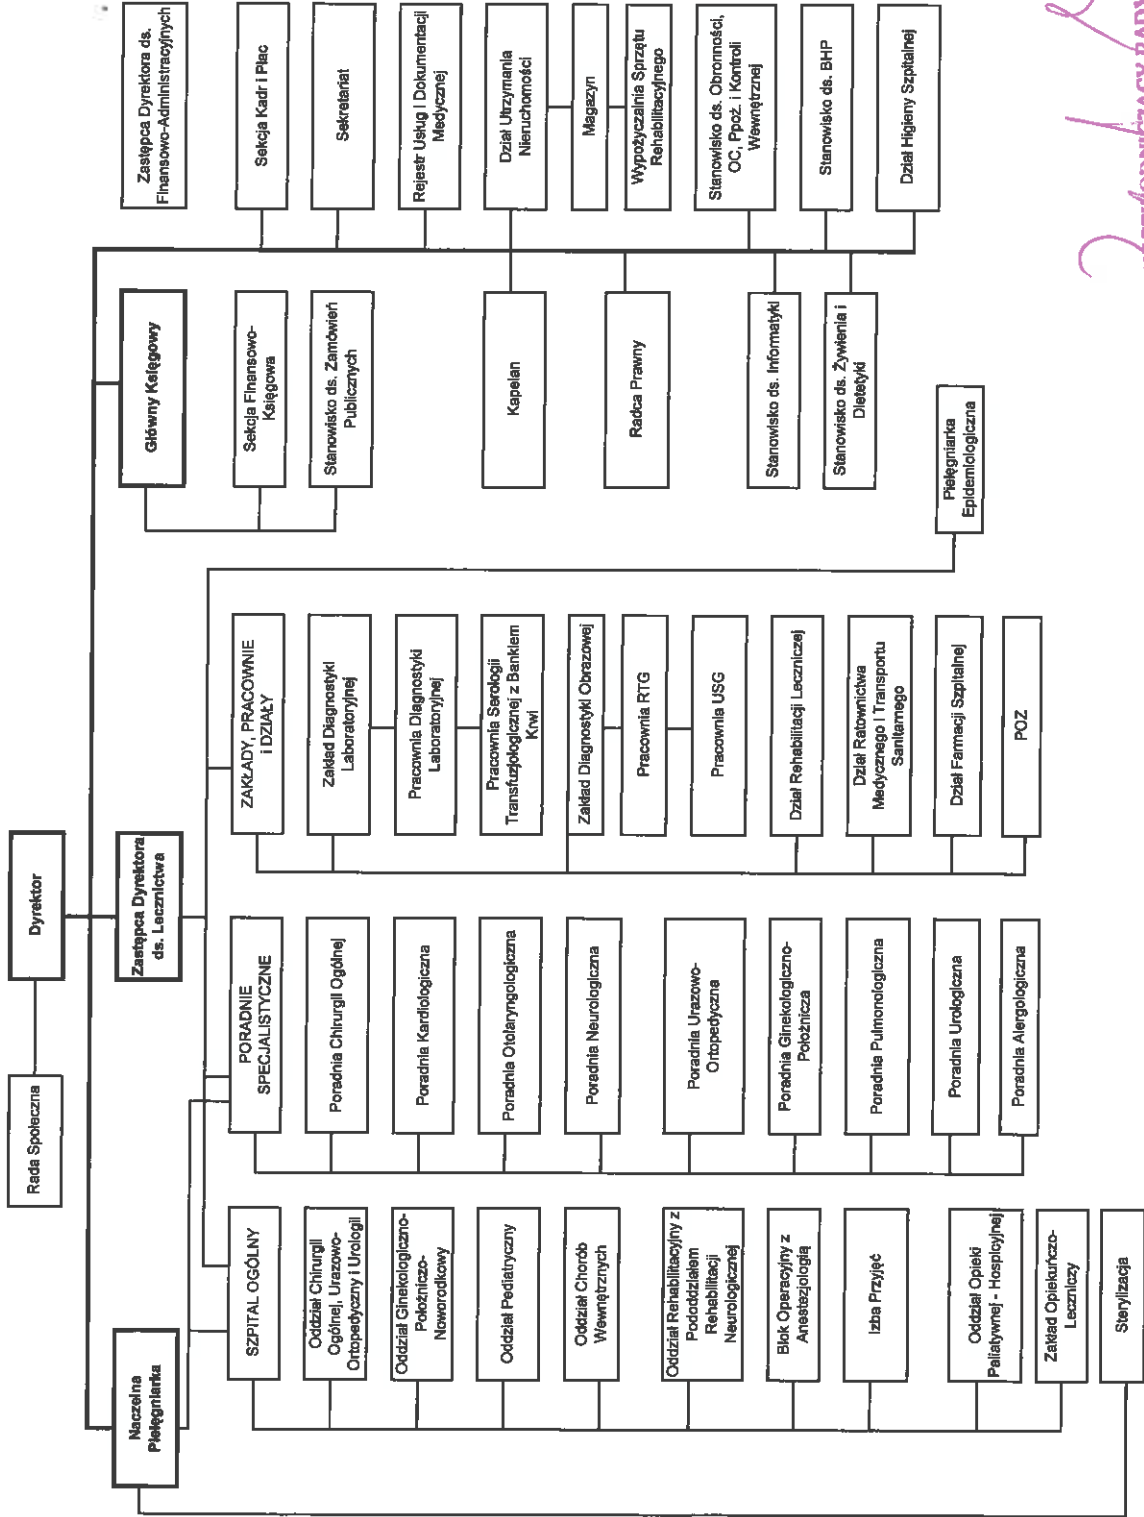 Rada Społeczna
Dyrektor
Naczelna
Pielęgniarka
Zastępca Dyrektora
ds. Lecznictwa
Główny Księgowy
Zastępca Dyrektora ds.
Finansowo-Administracyjnych
SZPITAL OGÓLNY
Oddział Chirurgii
Ogólnej, Urazowo-
Ortopedyczny i Urologii
Oddział Ginekologiczno-
Położniczo-
Noworodkowy
Oddział Pediatryczny
Oddział Chorób
Wewnętrznych
Oddział Rehabilitacyjny z
Pododdziałem
Rehabilitacji
Neurologicznej
Blok Operacyjny z
Anestezjologią
Izba Przyjęć
Oddział Opieki
Paliatywnej - Hospicyjnej
Zakład Opiekuńczo-
Leczniczy
Sterylizacja
PORADNIE
SPECJALISTYCZNE
Poradnia Chirurgii Ogólnej
Poradnia Kardiologiczna
Poradnia Otolaryngologiczna
Poradnia Neurologiczna
Poradnia Urazowo-
Ortopedyczna
Poradnia Ginekologiczno-
Położnicza
Poradnia Pulmonologiczna
Poradnia Urologiczna
Poradnia Alergologiczna
ZAKŁADY, PRACOWNIE
i DZIAŁY
Zakład Diagnostyki
Laboratoryjnej
Pracownia Diagnostyki
Laboratoryjnej
Pracownia Serologii
Transfuzjologicznej z Bankiem
Krwi
Zakład Diagnostyki Obrazowej
Pracownia RTG
Pracownia USG
Dział Rehabilitacji Leczniczej
Dział Ratownictwa
Medycznego i Transportu
Sanitarnego
Dział Farmacji Szpitalnej
POZ
Pielęgniarka
Epidemiologiczna
Sekcja Finansowo-
Księgowa
Stanowisko ds. Zamówień
Publicznych
Kapelan
Radca Prawny
Stanowisko ds. Informatyki
Stanowisko ds. Żywienia i
Dietetyki
Sekcja Kadr i Płac
Sekretariat
Rejestr Usług i Dokumentacji
Medycznej
Dział Utrzymania
Nieruchomości
Magazyn
Wypożyczalnia Sprzętu
Rehabilitacyjnego
Stanowisko ds. Obronności,
OC, Ppoż. i Kontroli
Wewnętrznej
Stanowisko ds. BHP
Dział Higieny Szpitalnej